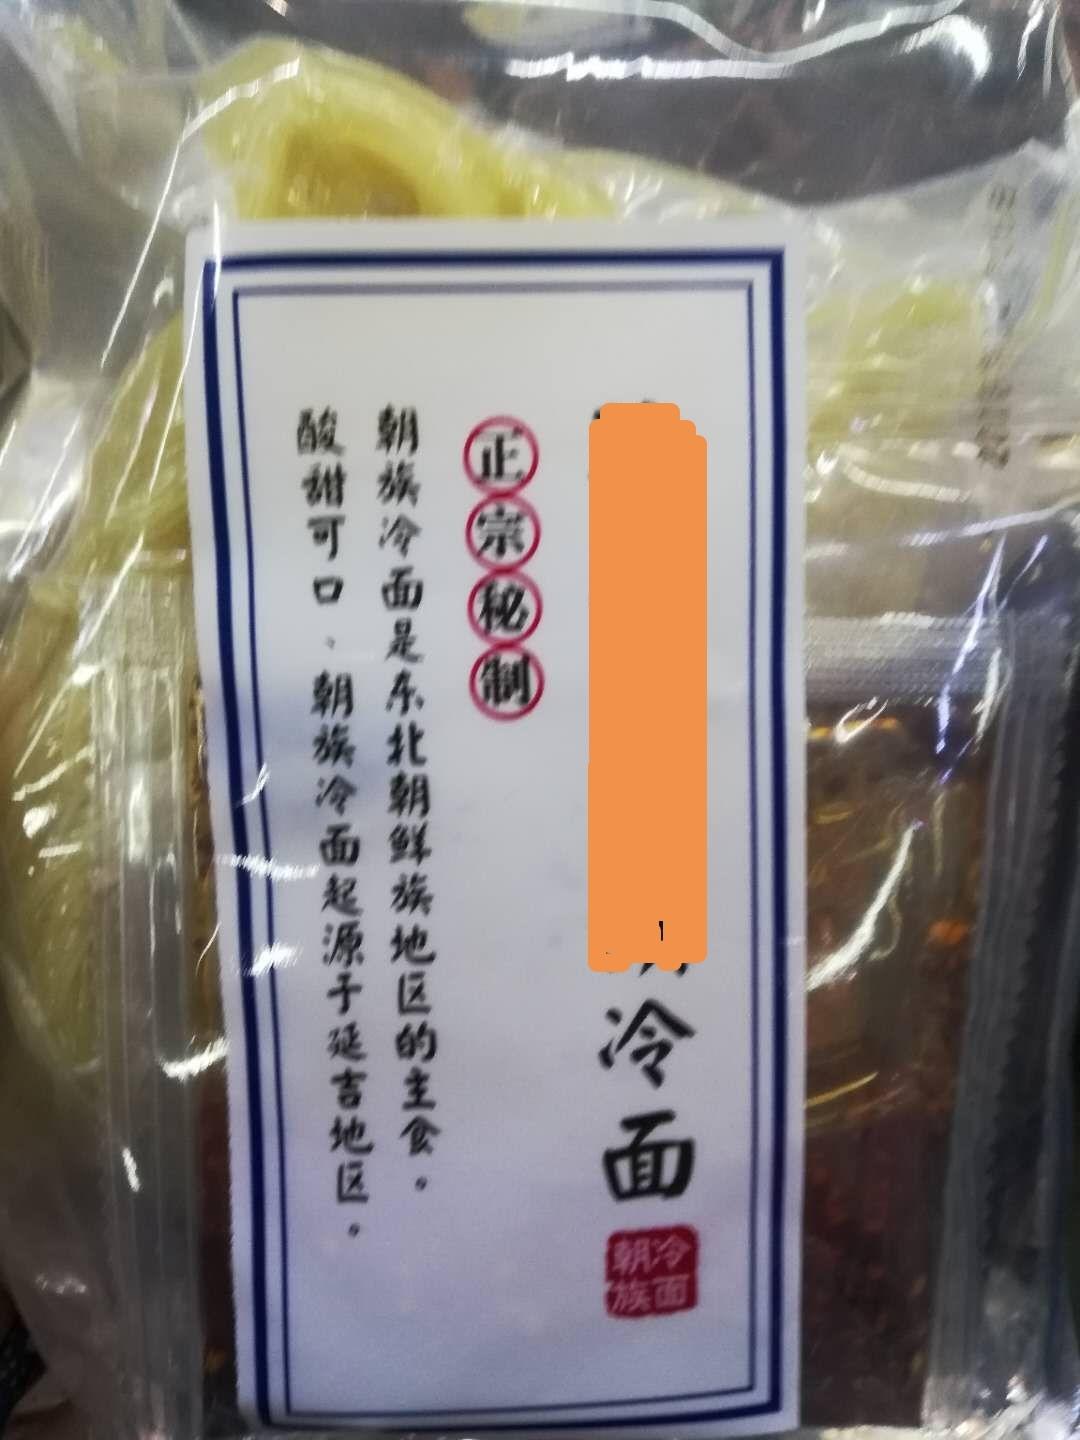 冷面
朝族冷面
正宗秘制
朝族冷面是东北朝鲜族地区的主食。
酸甜可口、朝族冷面起源于延吉地区。